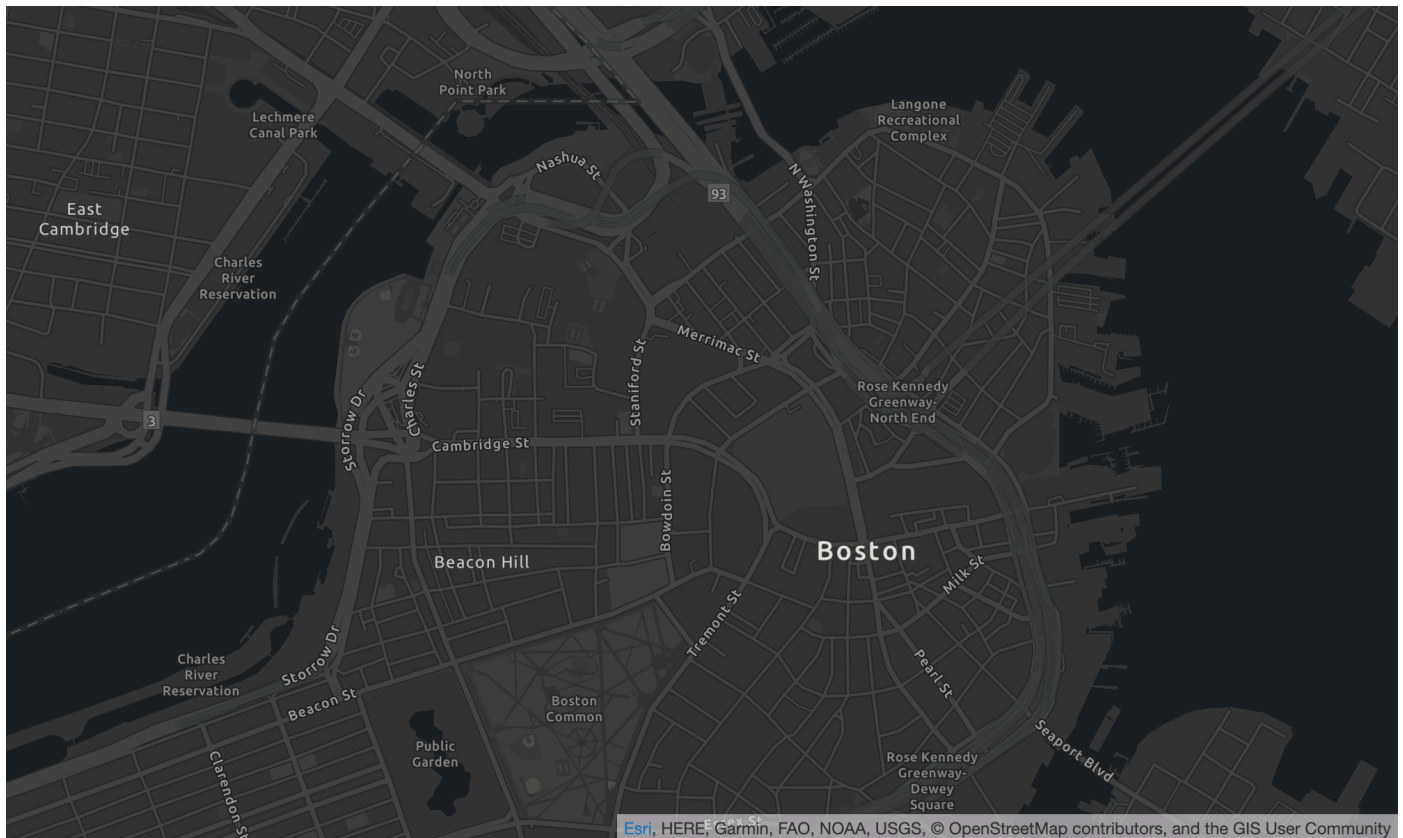 North
Point Park
Lechmere
Canal Park
Langone
Recreational
Complex
Nashua St
93
N Washington St
East
Cambridge
Charles
River
Reservation
Merrimac St
Staniford St
Charles St
Storrow Dr
Rose Kennedy
Greenway-
North End
3
Cambridge St
Bowdoin St
Boston
Beacon Hill
Milk St
Tremont St
Charles
River
Reservation
Storrow Dr
Pearl St
Beacon St
Boston
Common
Public
Garden
Seaport Blvd
Clarendon St
Rose Kennedy
Greenway-
Dewey
Square
Essex St
Esri, HERE, Garmin, FAO, NOAA, USGS, © OpenStreetMap contributors, and the GIS User Community